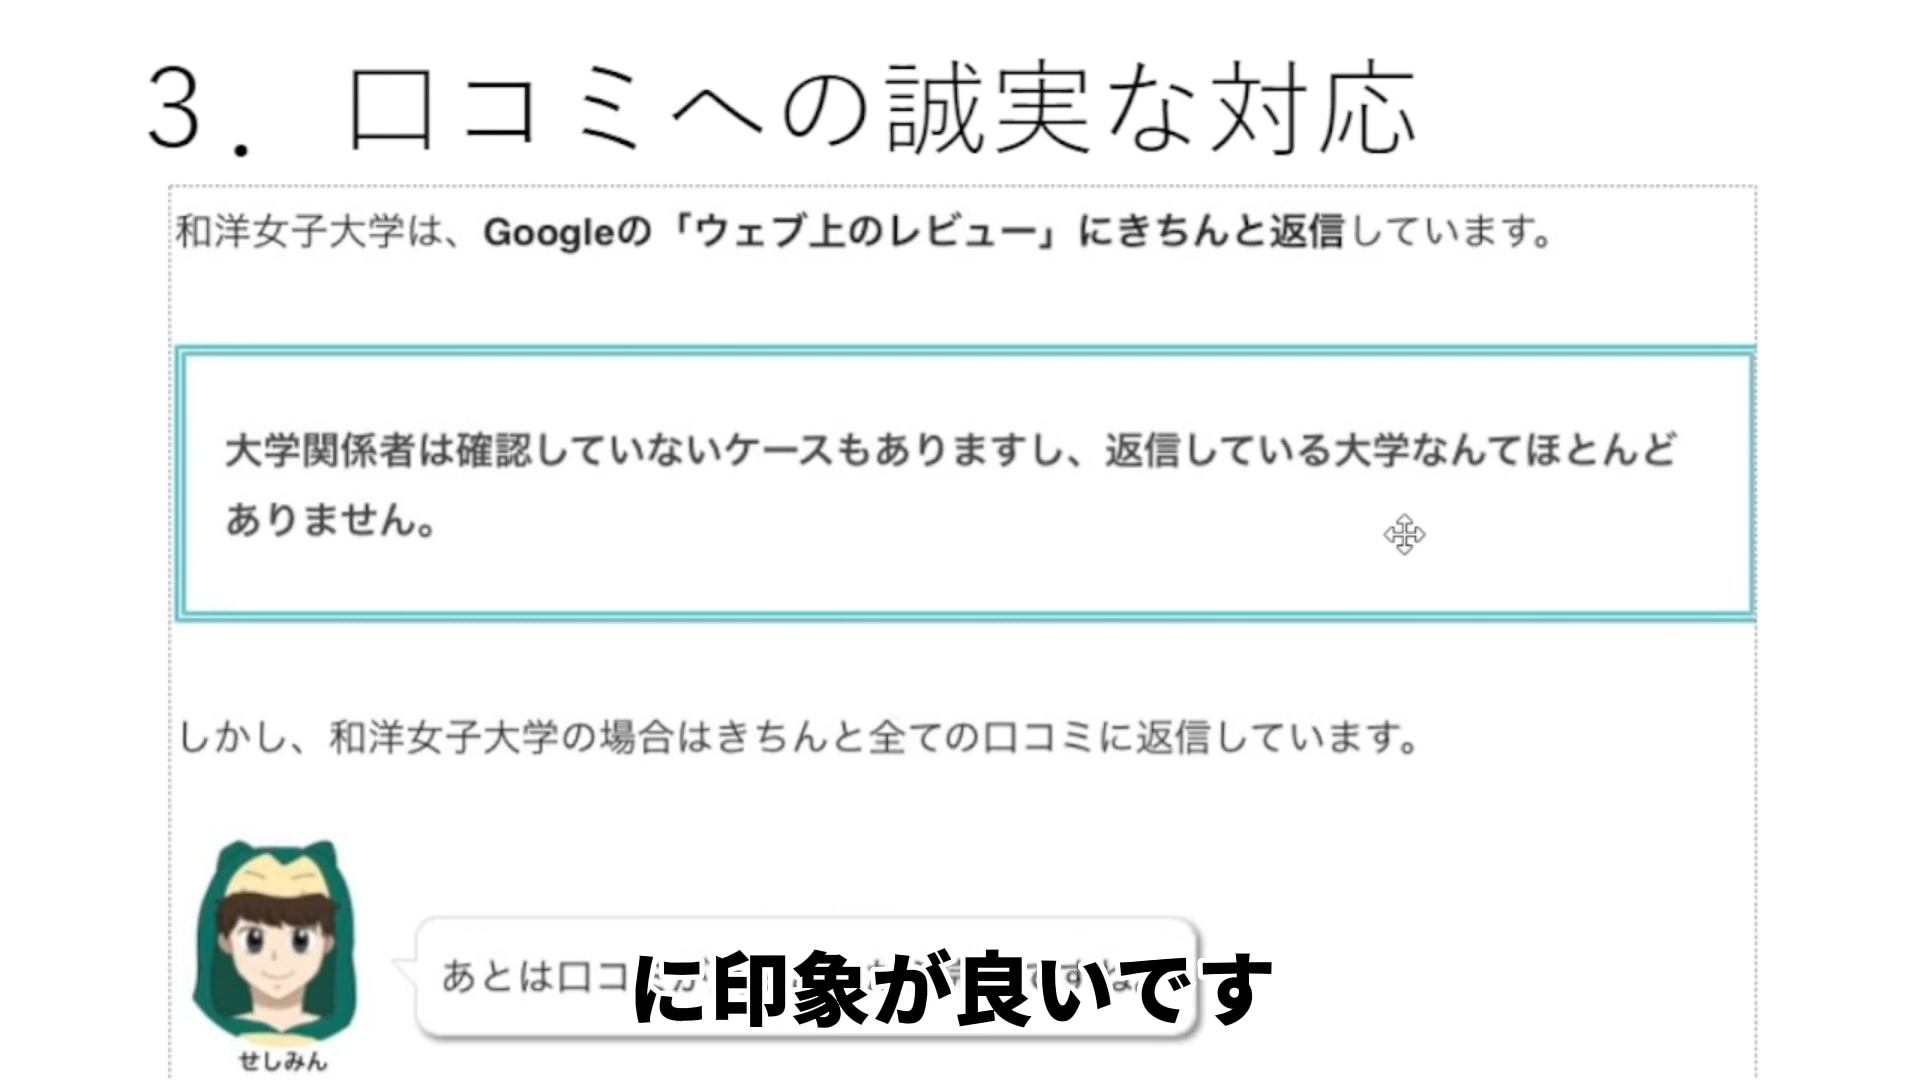 3．口コミへの誠実な対応
和洋女子大学は、Googleの「ウェブ上のレビュー」にきちんと返信しています。
大学関係者は確認していないケースもありますし、返信している大学なんてほとんど
ありません。
しかし、和洋女子大学の場合はきちんと全ての口コミに返信しています。
あとは口コ
に印象が良いです
せしみん